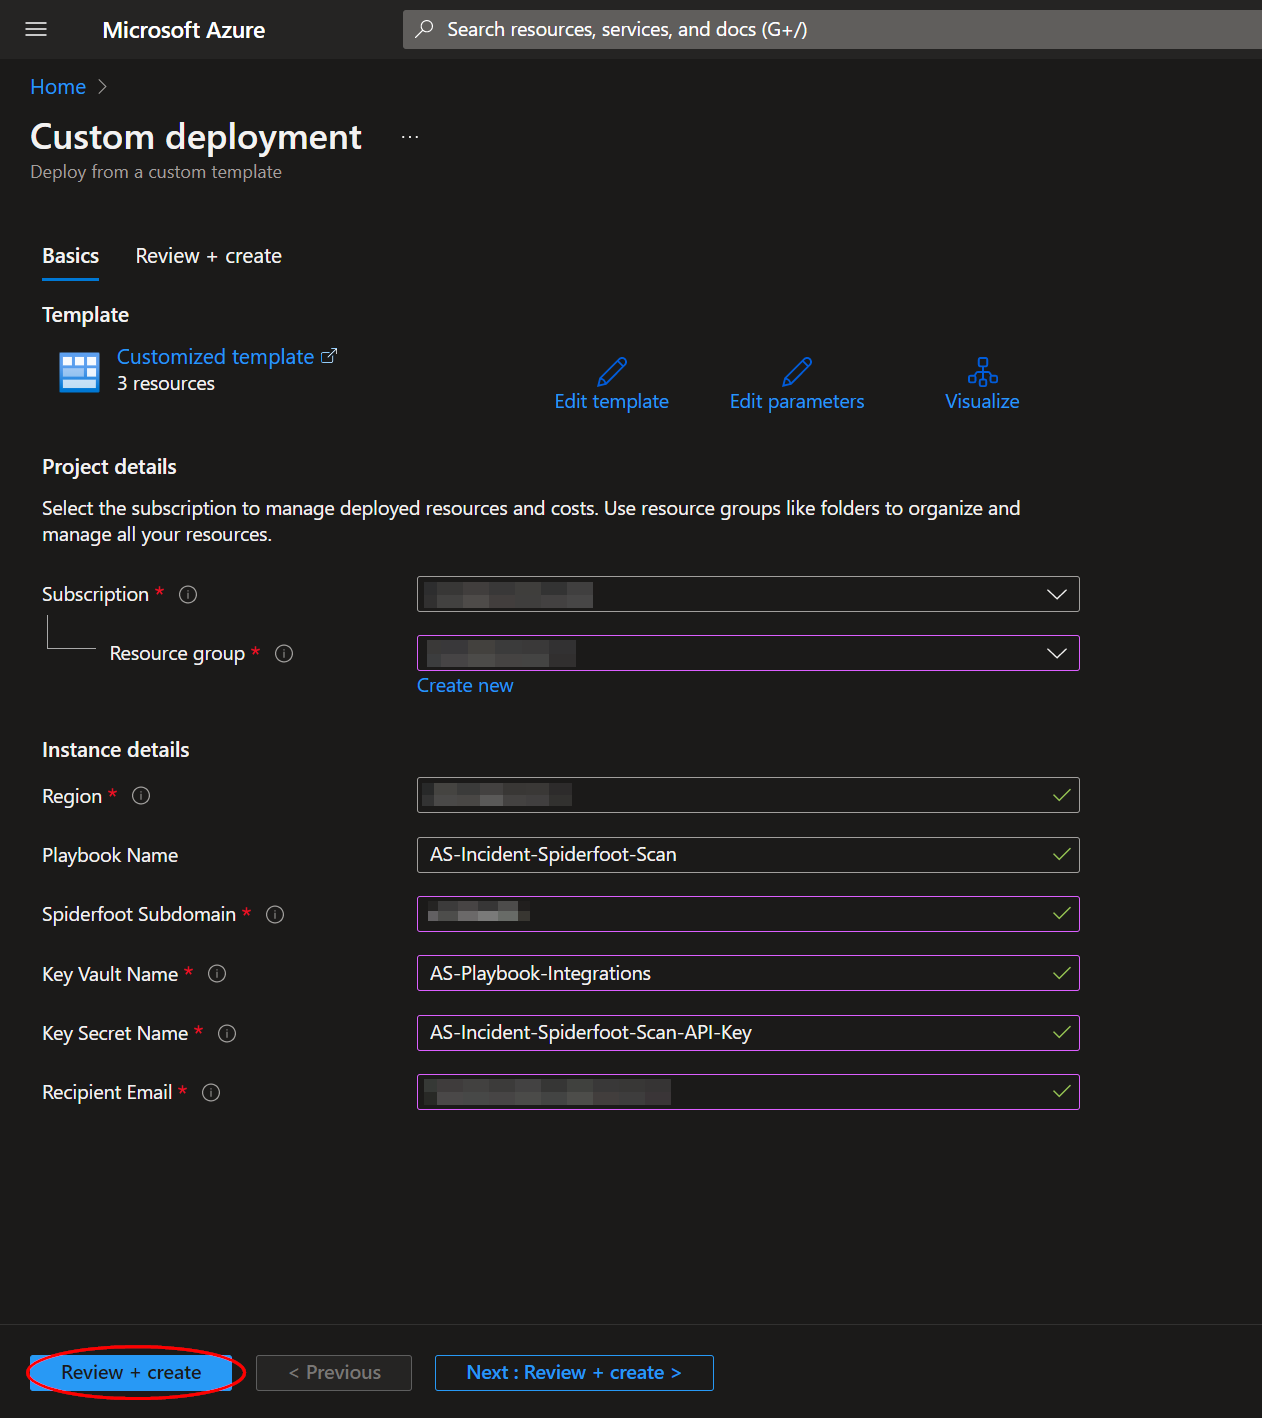 Microsoft Azure
Search resources, services, and docs (G+/)
Home >
Custom deployment ...
Deploy from a custom template
Basics Review + create
Template
Customized template
3 resources
Edit template Edit parameters Visualize
Project details
Select the subscription to manage deployed resources and costs. Use resource groups like folders to organize and
manage all your resources.
Subscription *
Resource group *
Create new
Instance details
Region *
Playbook Name AS-Incident-Spiderfoot-Scan
Spiderfoot Subdomain *
Key Vault Name * AS-Playbook-Integrations
Key Secret Name * AS-Incident-Spiderfoot-Scan-API-Key
Recipient Email *
Review + create < Previous Next : Review + create >